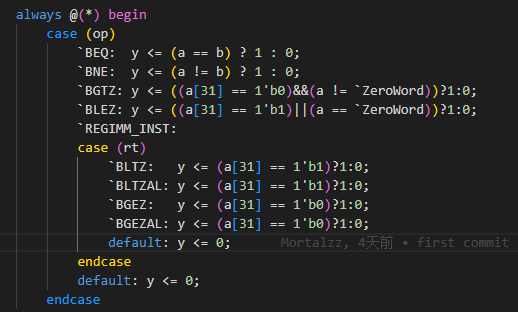 always @(*) begin
    case (op)
        `BEQ:  y <= (a == b) ? 1 : 0;
        `BNE:  y <= (a != b) ? 1 : 0;
        `BGTZ: y <= ((a[31] == 1'b0)&&(a != `ZeroWord))?1:0;
        `BLEZ: y <= ((a[31] == 1'b1)||(a == `ZeroWord))?1:0;
        `REGIMM_INST:
        case (rt)
            `BLTZ:   y <= (a[31] == 1'b1)?1:0;
            `BLTZAL: y <= (a[31] == 1'b1)?1:0;
            `BGEZ:   y <= (a[31] == 1'b0)?1:0;
            `BGEZAL: y <= (a[31] == 1'b0)?1:0;
            default: y <= 0;      Mortalzz, 4天前 • first commit
        endcase
        default: y <= 0;
    endcase